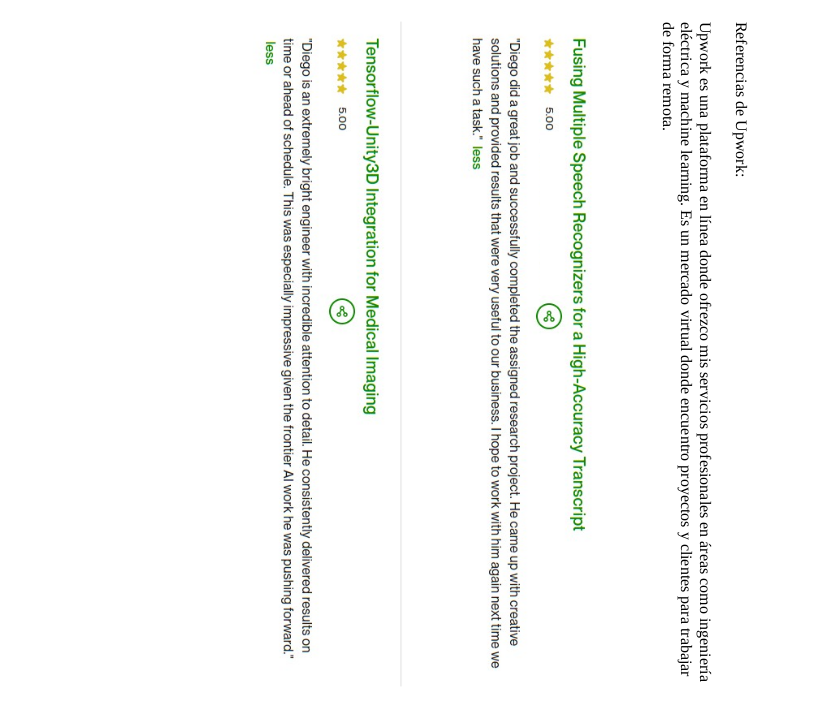 Referencias de Upwork:
Upwork es una plataforma en línea donde ofrezco mis servicios profesionales en áreas como ingeniería
eléctrica y machine learning. Es un mercado virtual donde encuentro proyectos y clientes para trabajar
de forma remota.
Fusing Multiple Speech Recognizers for a High-Accuracy Transcript
5.00
"Diego did a great job and successfully completed the assigned research project. He came up with creative
solutions and provided results that were very useful to our business. I hope to work with him again next time we
have such a task." less
Tensorflow-Unity3D Integration for Medical Imaging
5.00
"Diego is an extremely bright engineer with incredible attention to detail. He consistently delivered results on
time or ahead of schedule. This was especially impressive given the frontier AI work he was pushing forward."
less